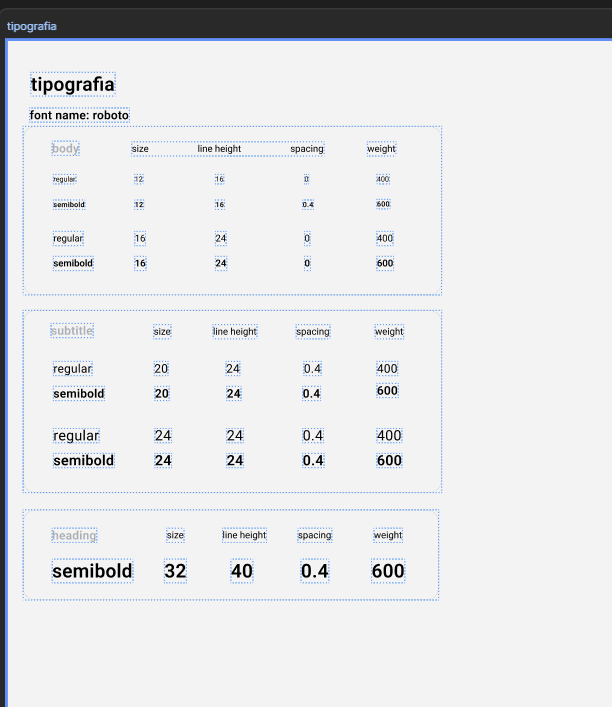 tipografia
tipografia
font name: roboto
body size line height spacing weight
regular 12 16 0 400
semibold 12 16 0.4 600
regular 16 24 0 400
semibold 16 24 0 600
subtitle size line height spacing weight
regular 20 24 0.4 400
semibold 20 24 0.4 600
regular 24 24 0.4 400
semibold 24 24 0.4 600
heading size line height spacing weight
semibold 32 40 0.4 600